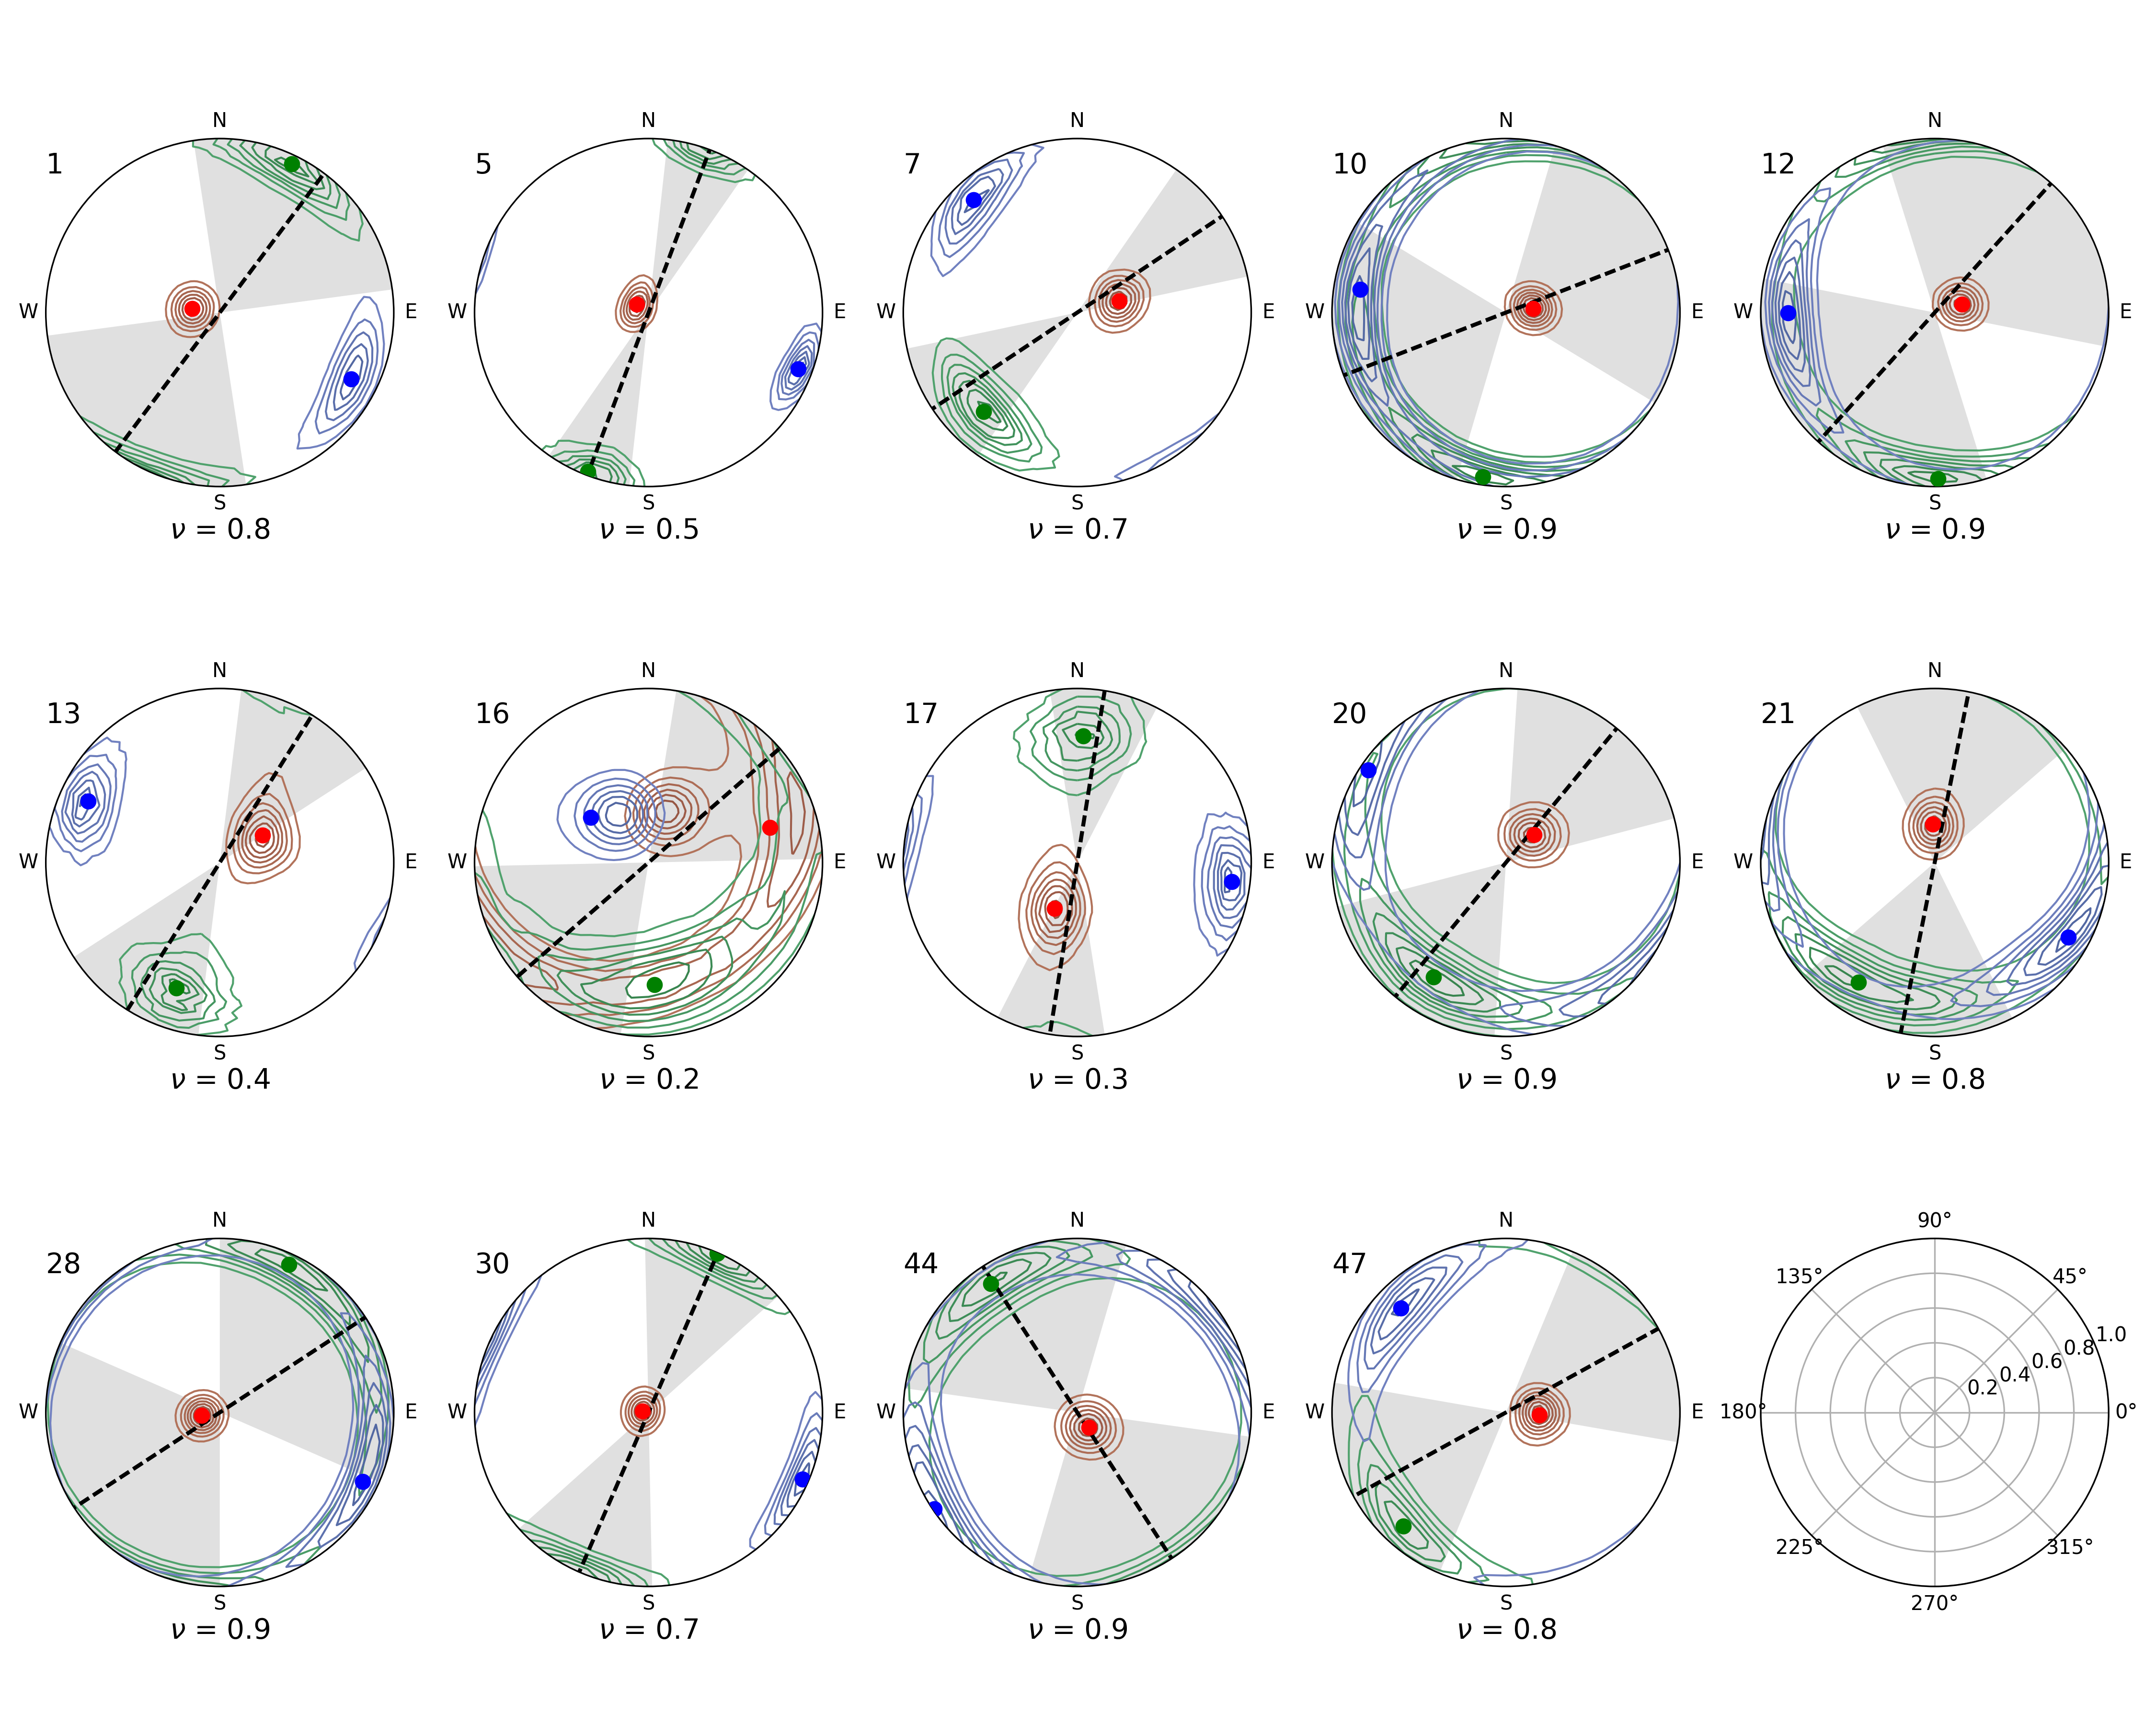 N N N N N
1 5 7 10 12
W E W E W E W E W E
S S S S S
ν = 0.8 ν = 0.5 ν = 0.7 ν = 0.9 ν = 0.9
N N N N N
13 16 17 20 21
W E W E W E W E W E
S S S S S
ν = 0.4 ν = 0.2 ν = 0.3 ν = 0.9 ν = 0.8
N N N N 90°
28 30 44 47 135° 45°
1.0
0.8
0.6
0.4
0.2
W E W E W E W E 180° 0°
225° 315°
S S S S 270°
ν = 0.9 ν = 0.7 ν = 0.9 ν = 0.8